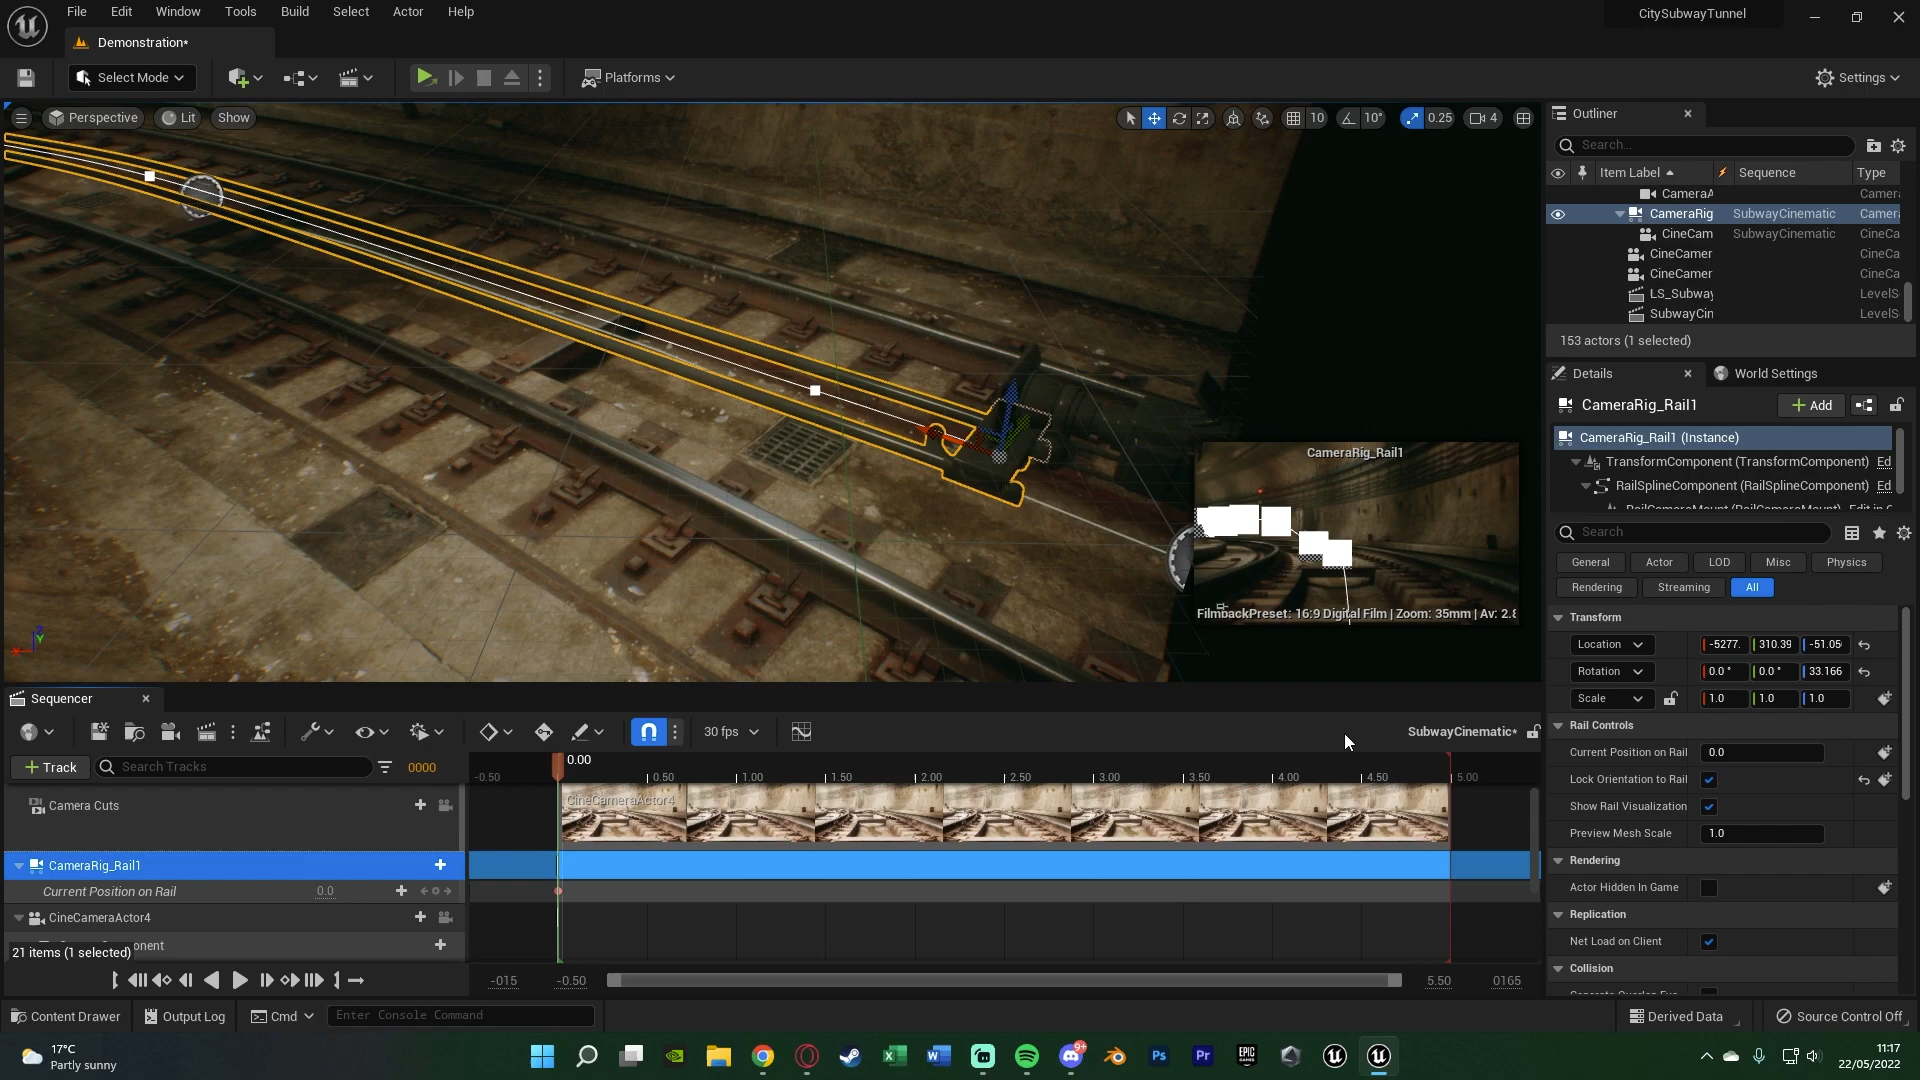 File Edit Window Tools Build Select Actor Help
CitySubwayTunnel
Demonstration*
Select Mode
Platforms
Settings
Perspective
Lit
Show
10
10°
0.25
4
Outliner
Search...
Item Label
Sequence
Type
CameraA
Camera
CameraRig
SubwayCinematic
Camera
CineCam
SubwayCinematic
CineCa
CineCamer
CineCa
CineCamer
CineCa
LS_Subway
LevelS
SubwayCin
LevelS
153 actors (1 selected)
Details
World Settings
CameraRig_Rail1
Add
CameraRig_Rail1 (Instance)
TransformComponent (TransformComponent)
Ed
RailSplineComponent (RailSplineComponent)
Ed
Search
General
Actor
LOD
Misc
Physics
Rendering
Streaming
All
Transform
Location
-5277.
310.39
-51.05
Rotation
0.0 °
0.0 °
33.166
Scale
1.0
1.0
1.0
Rail Controls
Current Position on Rail
0.0
Lock Orientation to Rail
Show Rail Visualization
Preview Mesh Scale
1.0
Rendering
Actor Hidden In Game
Replication
Net Load on Client
Collision
CameraRig_Rail1
FilmbackPreset: 16:9 Digital Film | Zoom: 35mm | Av: 2.8
X
Y
Sequencer
30 fps
SubwayCinematic*
Track
Search Tracks
0000
-0.50
0.00
0.50
1.00
1.50
2.00
2.50
3.00
3.50
4.00
4.50
5.00
Camera Cuts
CineCameraActor4
CameraRig_Rail1
Current Position on Rail
0.0
CineCameraActor4
21 items (1 selected)
onent
-015
-0.50
5.50
0165
Content Drawer
Output Log
Cmd
Enter Console Command
Derived Data
Source Control Off
17°C
Partly sunny
9+
Ps
Pr
EPIC
GAMES
11:17
22/05/2022